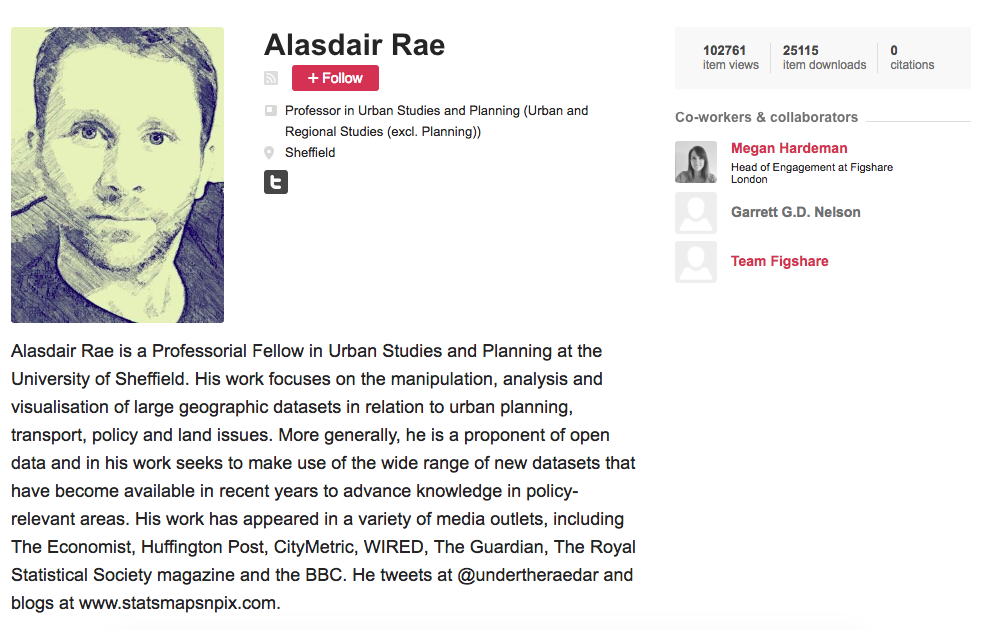 Alasdair Rae
+ Follow
Professor in Urban Studies and Planning (Urban and
Regional Studies (excl. Planning))
Sheffield
102761
item views
25115
item downloads
0
citations
Co-workers & collaborators
Megan Hardeman
Head of Engagement at Figshare
London
Garrett G.D. Nelson
Team Figshare
Alasdair Rae is a Professorial Fellow in Urban Studies and Planning at the
University of Sheffield. His work focuses on the manipulation, analysis and
visualisation of large geographic datasets in relation to urban planning,
transport, policy and land issues. More generally, he is a proponent of open
data and in his work seeks to make use of the wide range of new datasets that
have become available in recent years to advance knowledge in policy-
relevant areas. His work has appeared in a variety of media outlets, including
The Economist, Huffington Post, CityMetric, WIRED, The Guardian, The Royal
Statistical Society magazine and the BBC. He tweets at @undertheraedar and
blogs at www.statsmapsnpix.com.